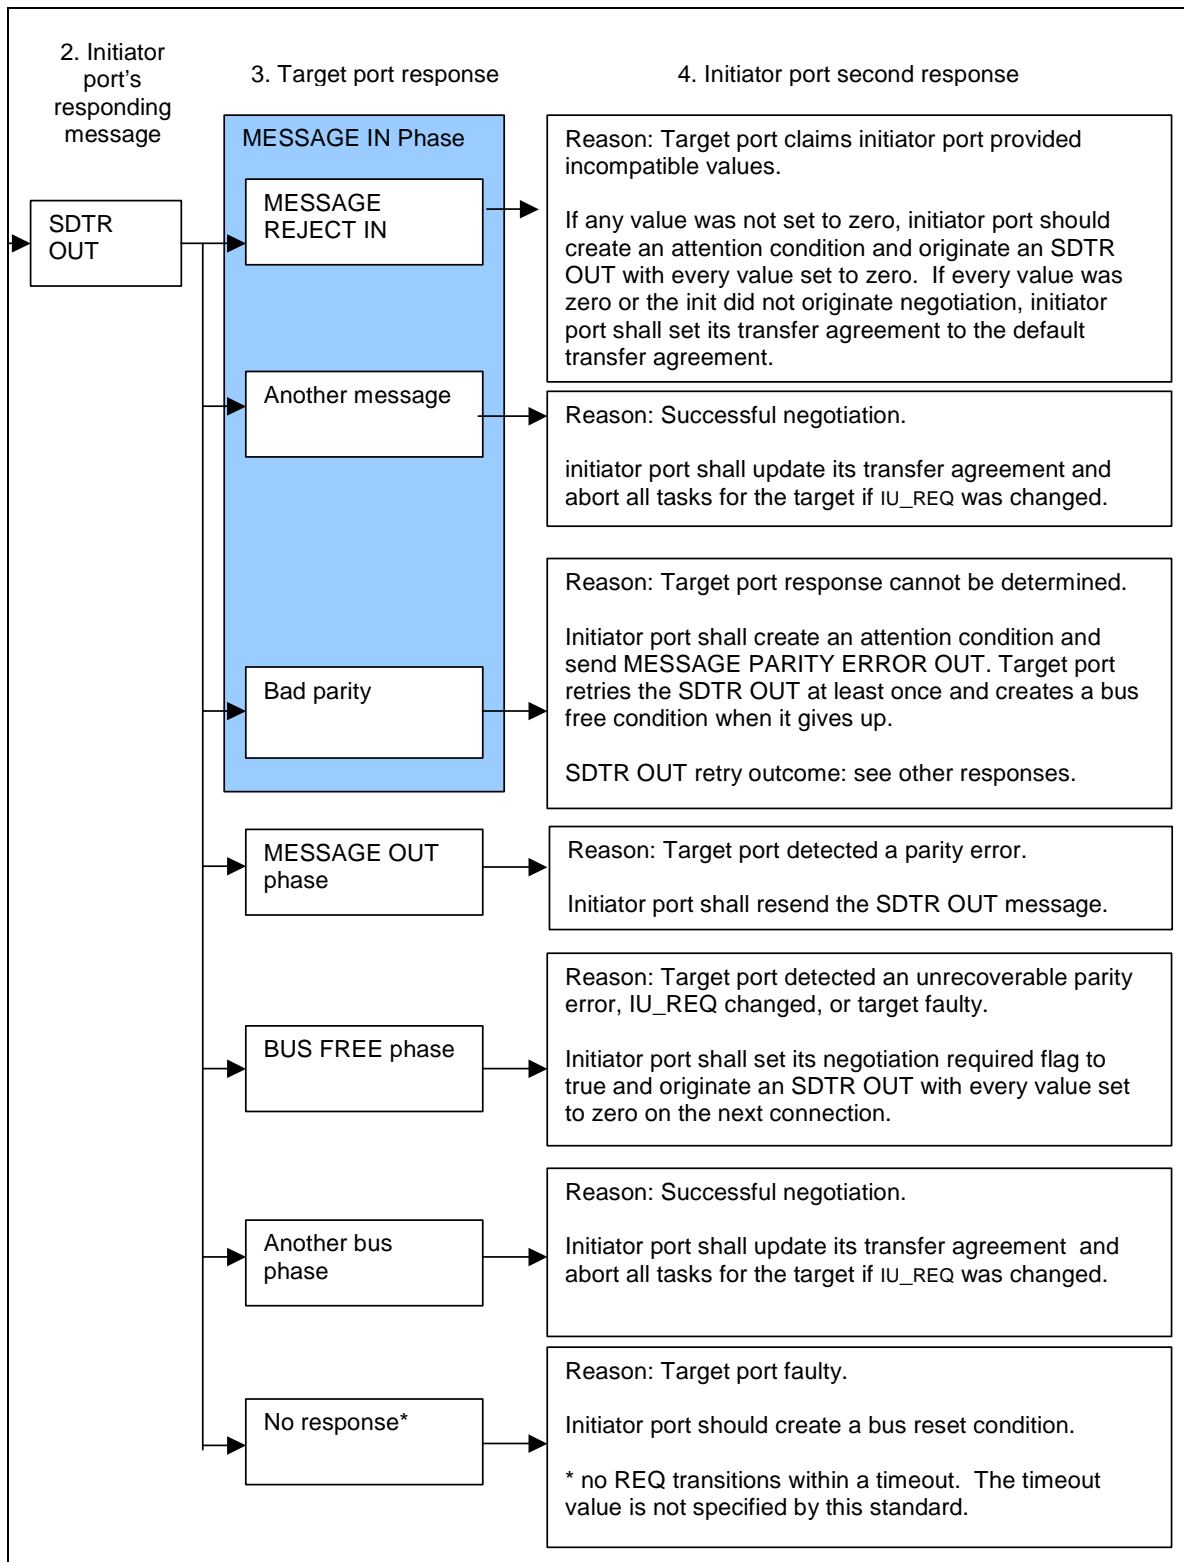 2. Initiator
port's
responding
message
3. Target port response
4. Initiator port second response
SDTR
OUT
MESSAGE IN Phase
MESSAGE
REJECT IN
Reason: Target port claims initiator port provided
incompatible values.
If any value was not set to zero, initiator port should
create an attention condition and originate an SDTR
OUT with every value set to zero.  If every value was
zero or the init did not originate negotiation, initiator
port shall set its transfer agreement to the default
transfer agreement.
Another message
Reason: Successful negotiation.
initiator port shall update its transfer agreement and
abort all tasks for the target if IU_REQ was changed.
Bad parity
Reason: Target port response cannot be determined.
Initiator port shall create an attention condition and
send MESSAGE PARITY ERROR OUT. Target port
retries the SDTR OUT at least once and creates a bus
free condition when it gives up.
SDTR OUT retry outcome: see other responses.
MESSAGE OUT
phase
Reason: Target port detected a parity error.
Initiator port shall resend the SDTR OUT message.
BUS FREE phase
Reason: Target port detected an unrecoverable parity
error, IU_REQ changed, or target faulty.
Initiator port shall set its negotiation required flag to
true and originate an SDTR OUT with every value set
to zero on the next connection.
Another bus
phase
Reason: Successful negotiation.
Initiator port shall update its transfer agreement  and
abort all tasks for the target if IU_REQ was changed.
No response*
Reason: Target port faulty.
Initiator port should create a bus reset condition.
* no REQ transitions within a timeout.  The timeout
value is not specified by this standard.